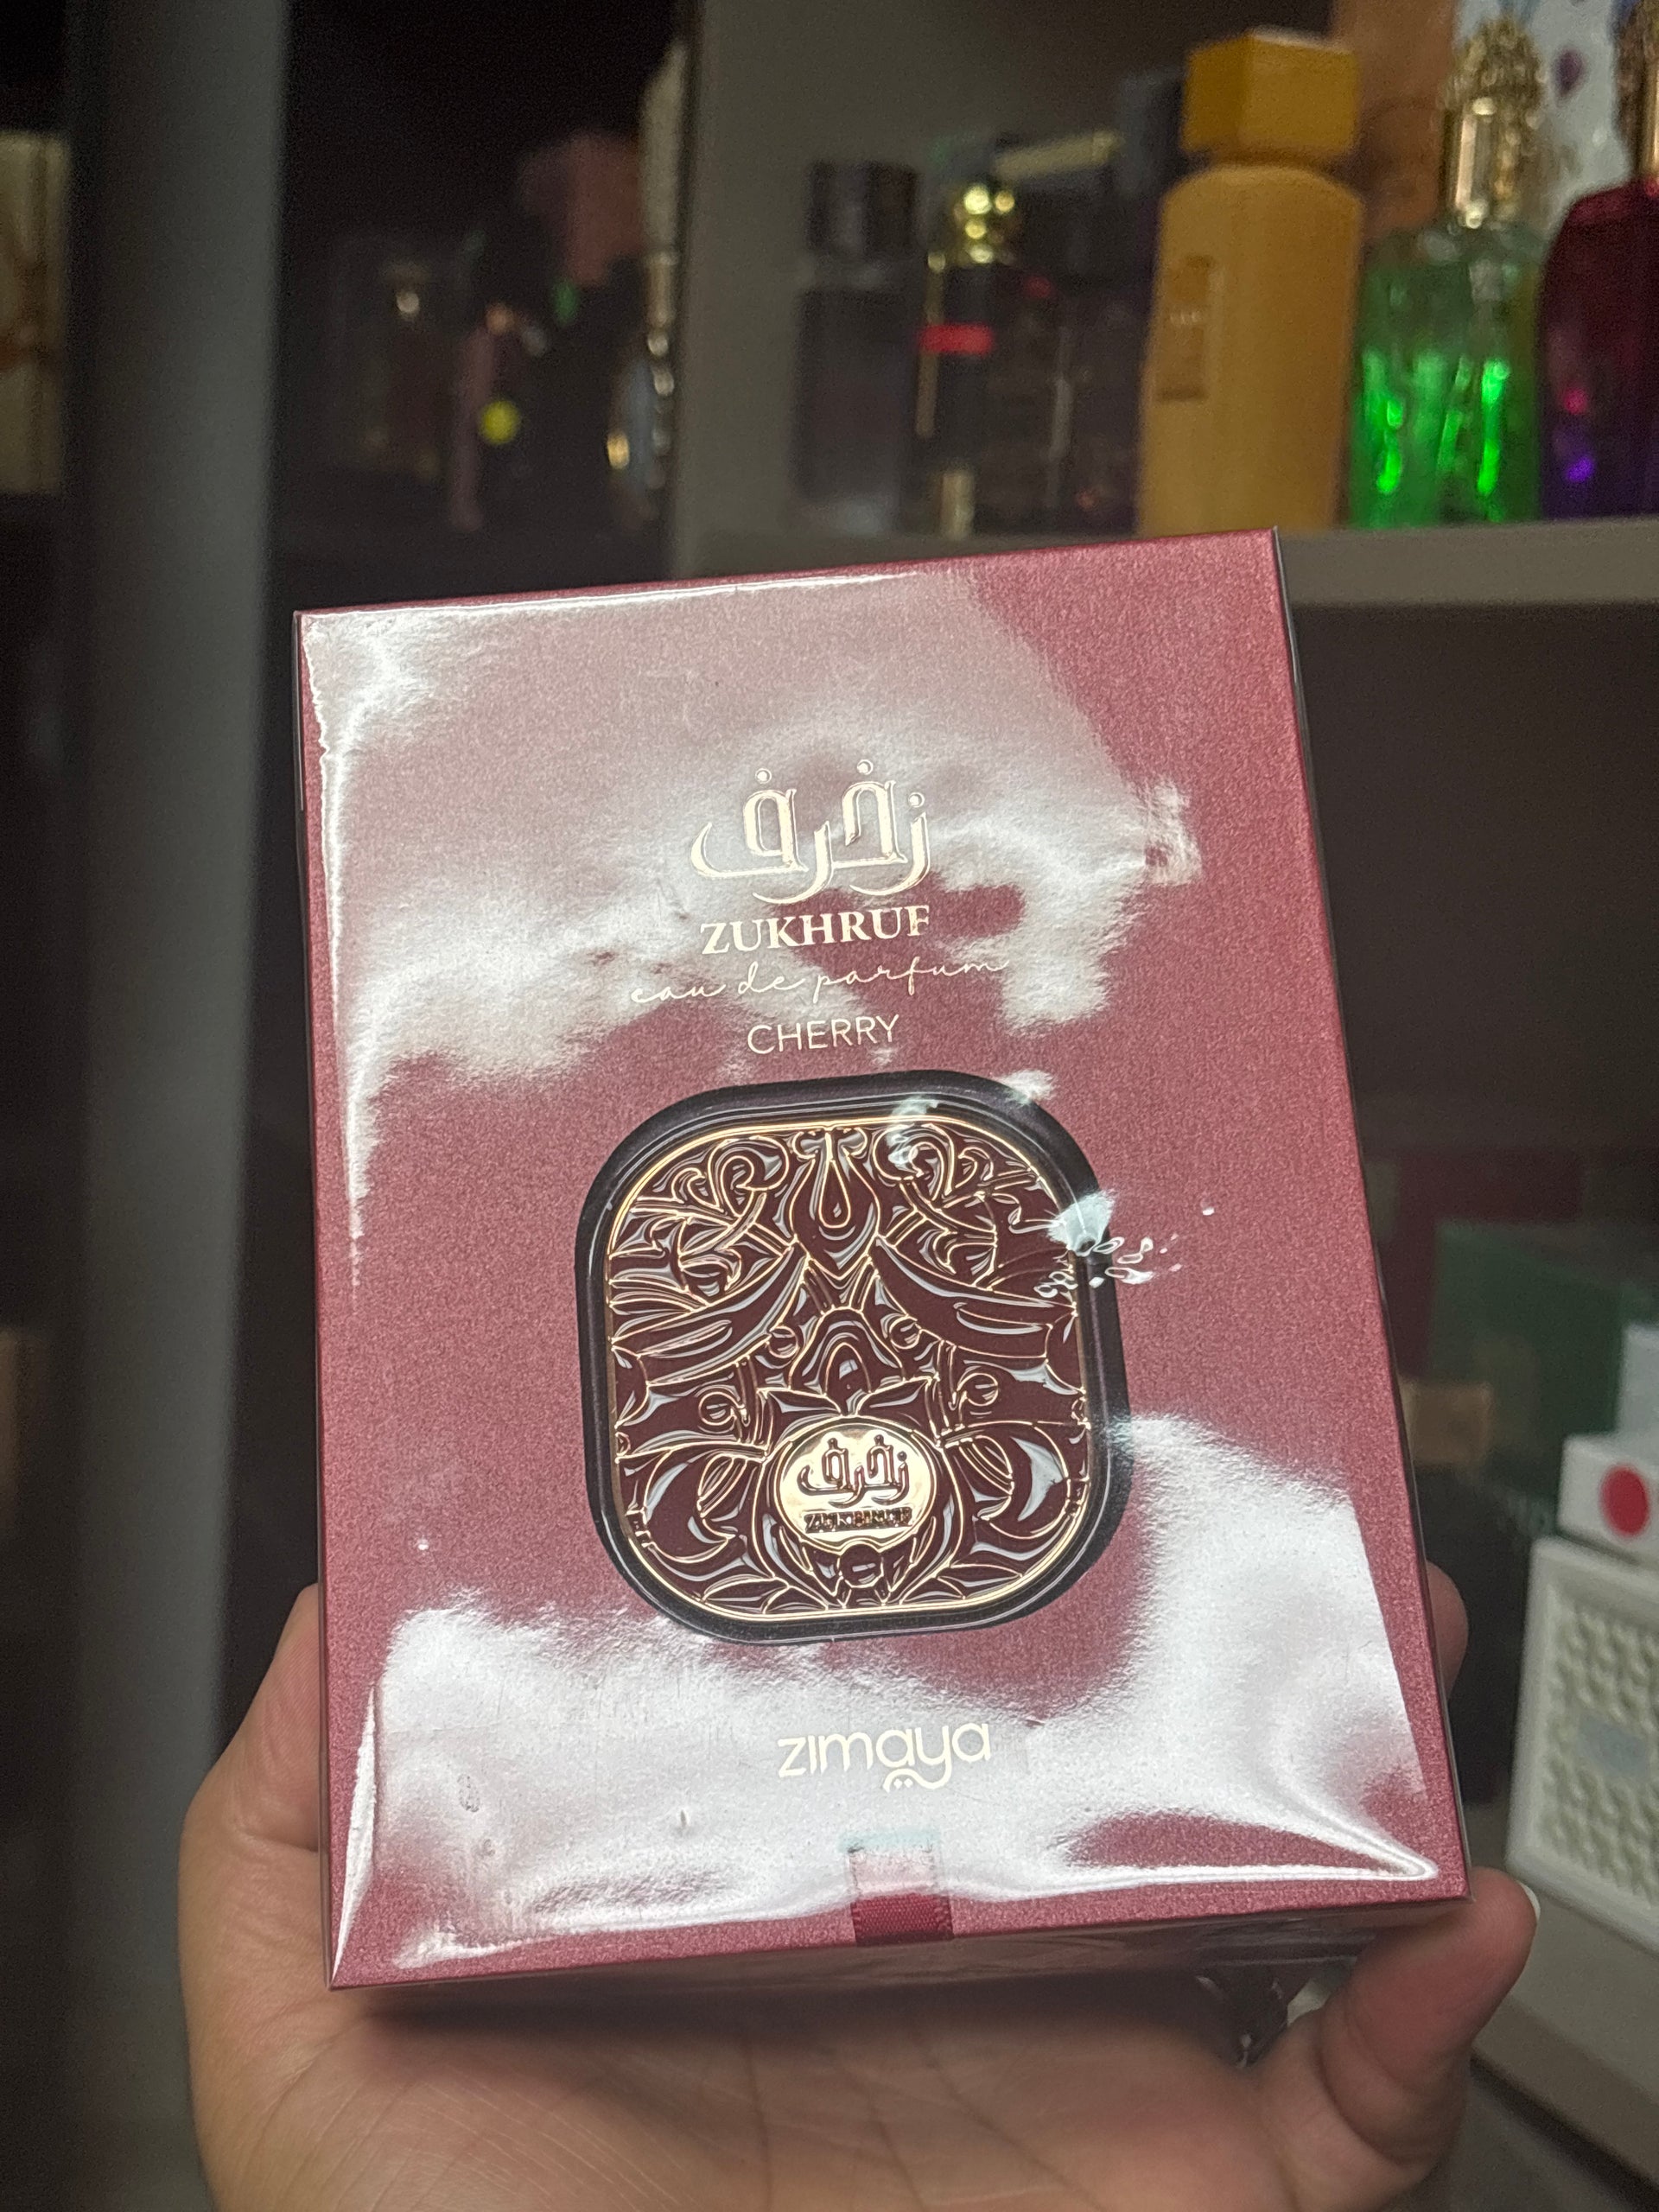 زخرف
ZUKHRUF
eau de parfum
CHERRY
زخرف
ZUKHRUF
zimaya